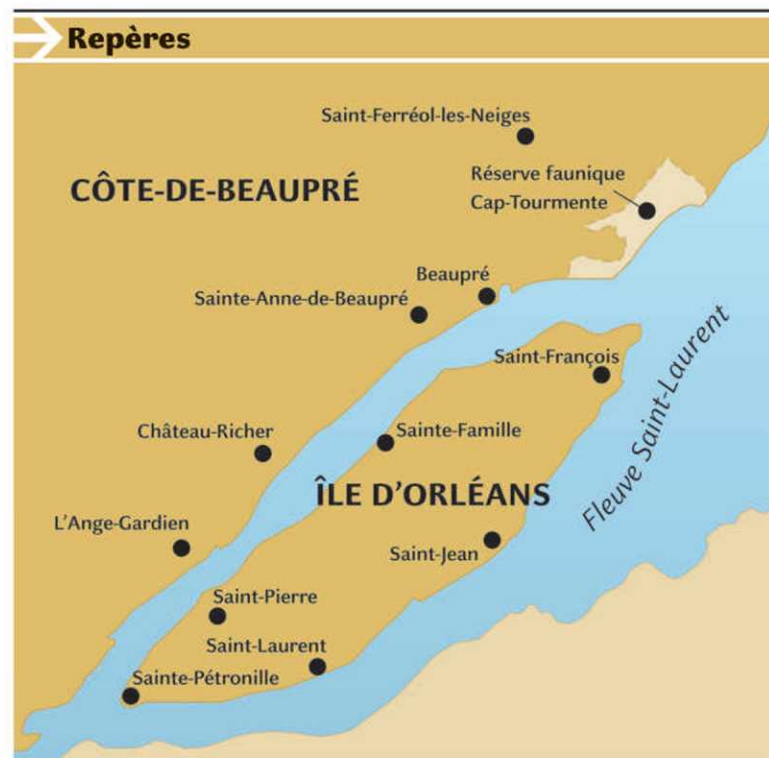 Repères
Saint-Ferréol-les-Neiges
CÔTE-DE-BEAUPRÉ
Réserve faunique
Cap-Tourmente
Beaupré
Sainte-Anne-de-Beaupré
Saint-François
Fleuve Saint-Laurent
Château-Richer
Sainte-Famille
ÎLE D'ORLÉANS
L'Ange-Gardien
Saint-Jean
Saint-Pierre
Saint-Laurent
Sainte-Pétronille